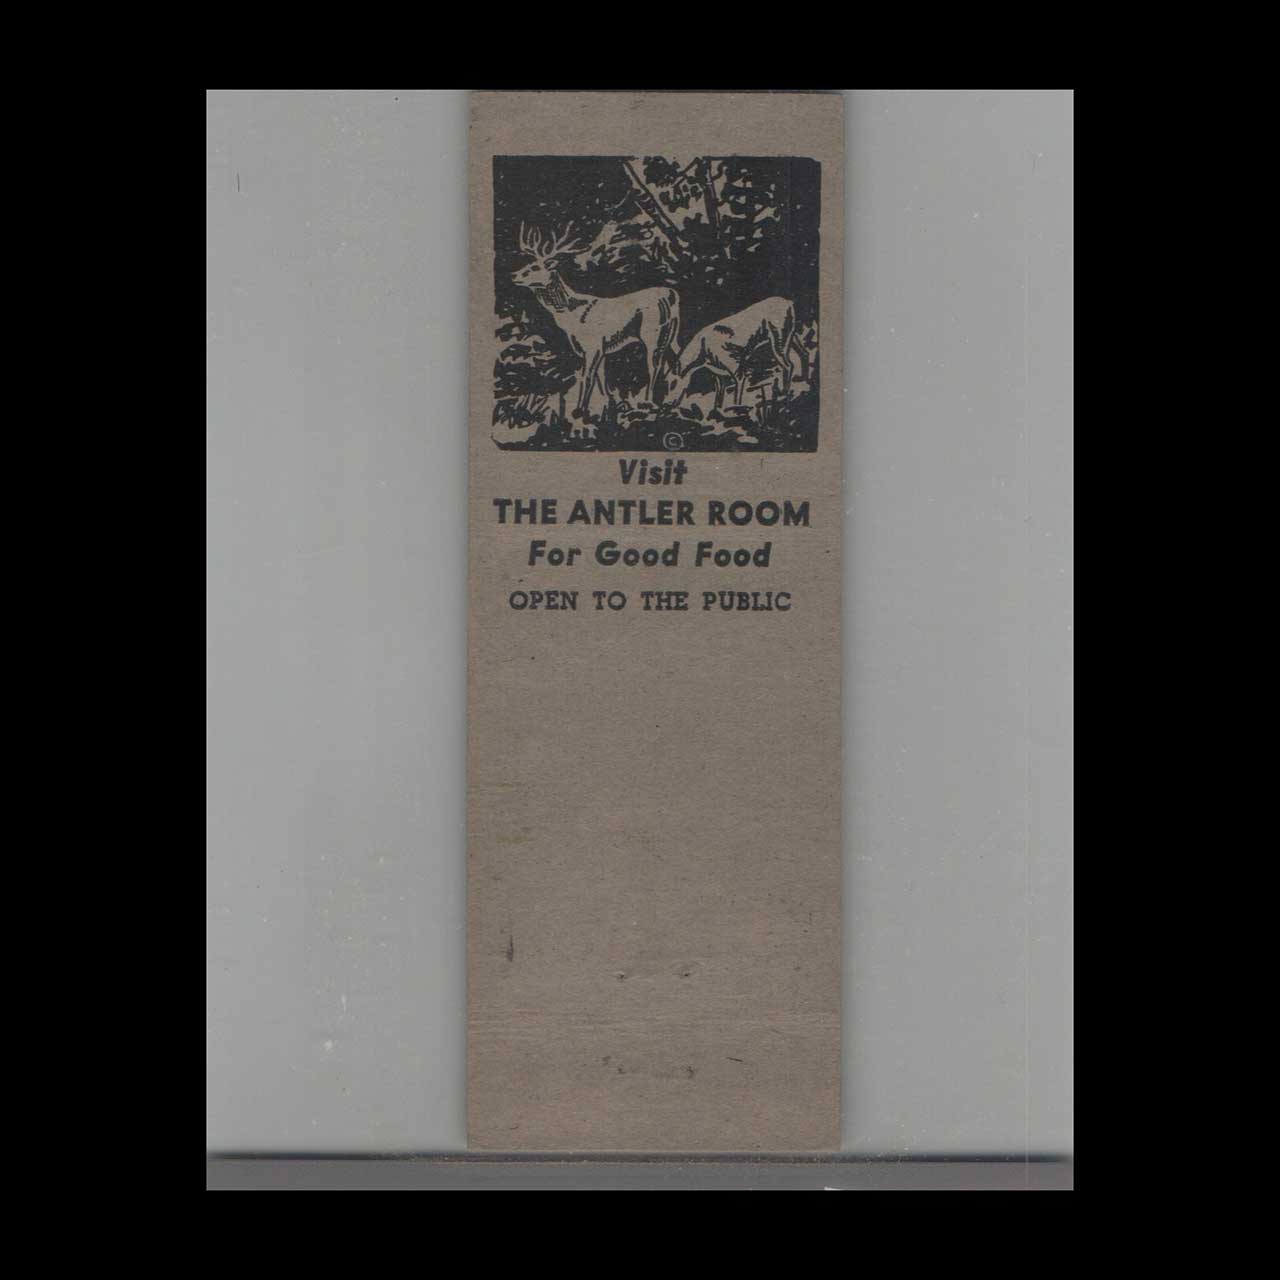 ©
Visit
THE ANTLER ROOM
For Good Food
OPEN TO THE PUBLIC